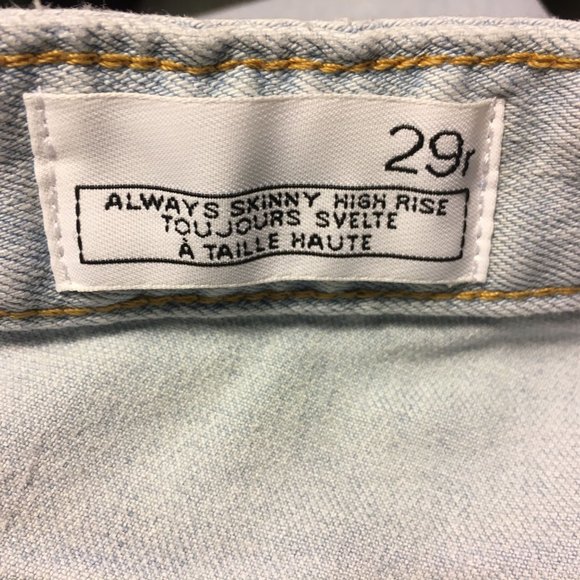 29r
ALWAYS SKINNY HIGH RISE
TOUJOURS SVELTE
À TAILLE HAUTE